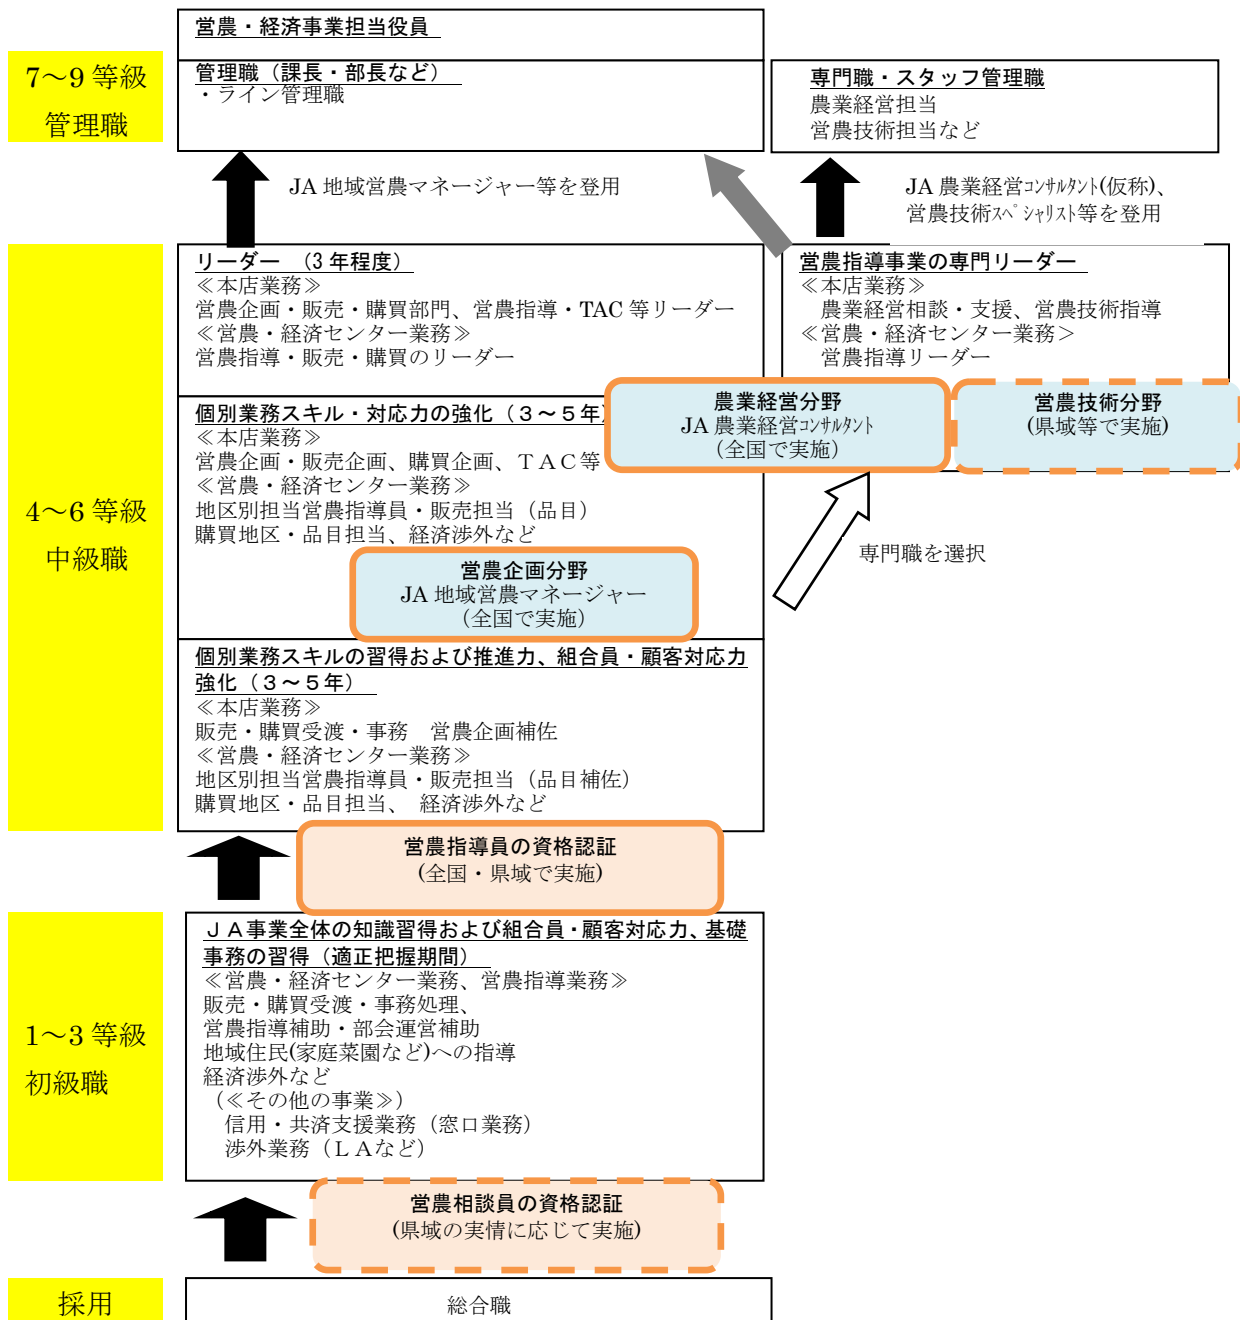 営農・経済事業担当役員
7～9 等級
管理職
管理職（課長・部長など）
・ライン管理職
専門職・スタッフ管理職
農業経営担当
営農技術担当など
JA 地域営農マネージャー等を登用
JA 農業経営ｺﾝｻﾙﾀﾝﾄ(仮称)、
営農技術ｽﾍﾟｼｬﾘｽﾄ等を登用
4～6 等級
中級職
リーダー （3 年程度）
≪本店業務≫
営農企画・販売・購買部門、営農指導・TAC 等リーダー
≪営農・経済センター業務≫
営農指導・販売・購買のリーダー
営農指導事業の専門リーダー
≪本店業務≫
農業経営相談・支援、営農技術指導
≪営農・経済センター業務＞
営農指導リーダー
農業経営分野
JA 農業経営ｺﾝｻﾙﾀﾝﾄ
（全国で実施）
営農技術分野
(県域等で実施)
個別業務スキル・対応力の強化（３～５年）
≪本店業務≫
営農企画・販売企画、購買企画、ＴＡＣ等
≪営農・経済センター業務≫
地区別担当営農指導員・販売担当（品目）
購買地区・品目担当、経済渉外など
専門職を選択
営農企画分野
JA 地域営農マネージャー
（全国で実施）
個別業務スキルの習得および推進力、組合員・顧客対応力
強化（３～５年）
≪本店業務≫
販売・購買受渡・事務　営農企画補佐
≪営農・経済センター業務≫
地区別担当営農指導員・販売担当（品目補佐）
購買地区・品目担当、 経済渉外など
営農指導員の資格認証
(全国・県域で実施)
1～3 等級
初級職
ＪＡ事業全体の知識習得および組合員・顧客対応力、基礎
事務の習得（適正把握期間）
≪営農・経済センター業務、営農指導業務≫
販売・購買受渡・事務処理、
営農指導補助・部会運営補助
地域住民(家庭菜園など)への指導
経済渉外など
（≪その他の事業≫）
信用・共済支援業務（窓口業務）
渉外業務（ＬＡなど）
営農相談員の資格認証
(県域の実情に応じて実施)
採用
総合職